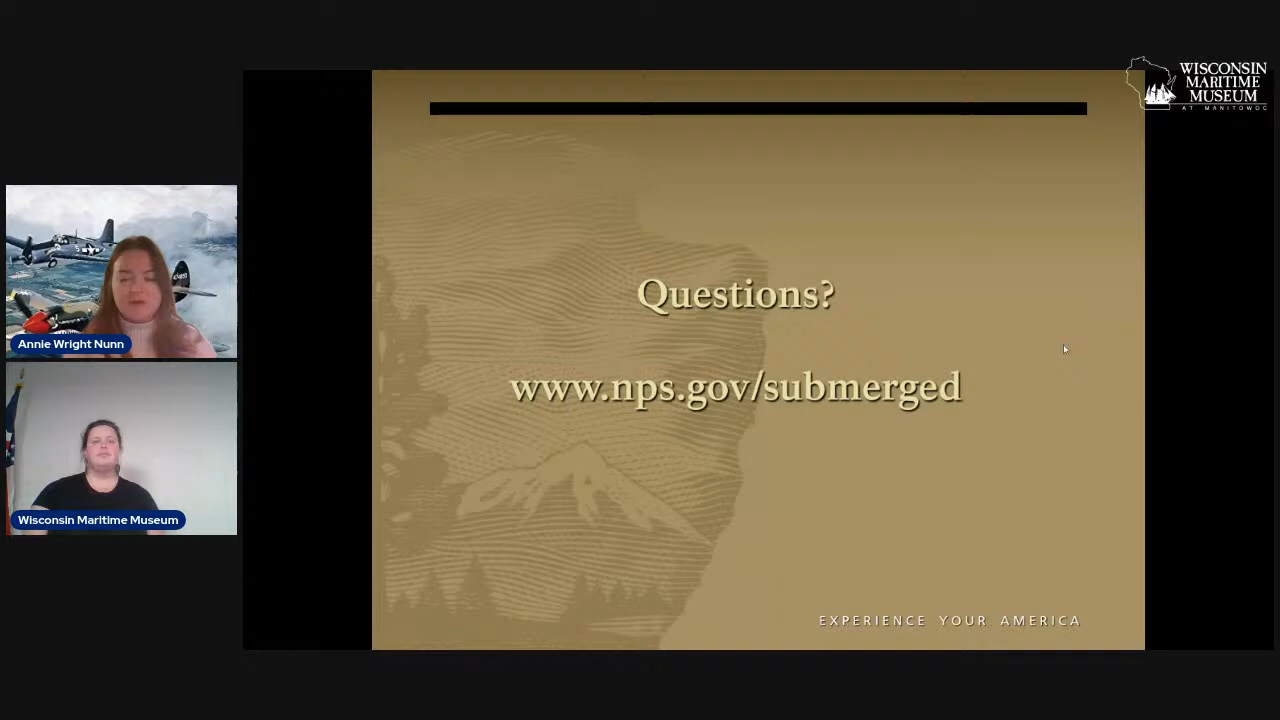 WISCONSIN
MARITIME
MUSEUM
AT MANITOWOC
Questions?
www.nps.gov/submerged
Annie Wright Nunn
Wisconsin Maritime Museum
EXPERIENCE YOUR AMERICA